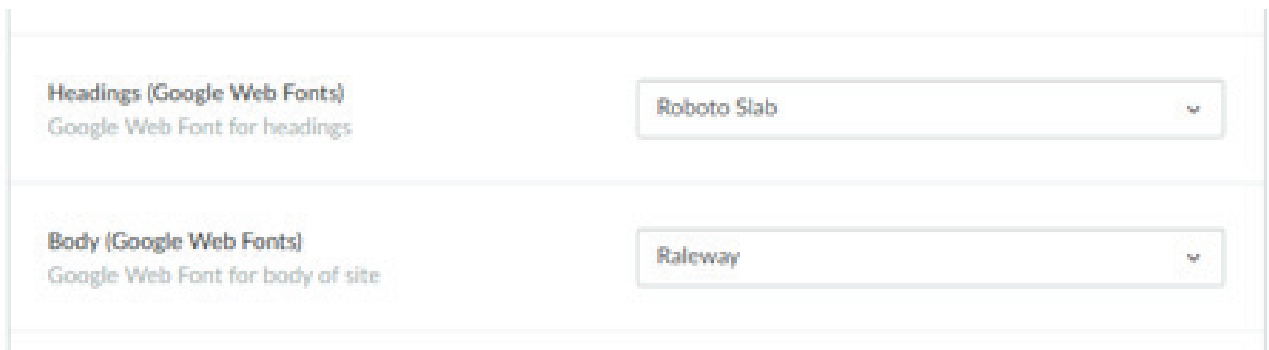 Headings (Google Web Fonts)
Google Web Font for headings
Roboto Slab
Body (Google Web Fonts)
Google Web Font for body of site
Raleway